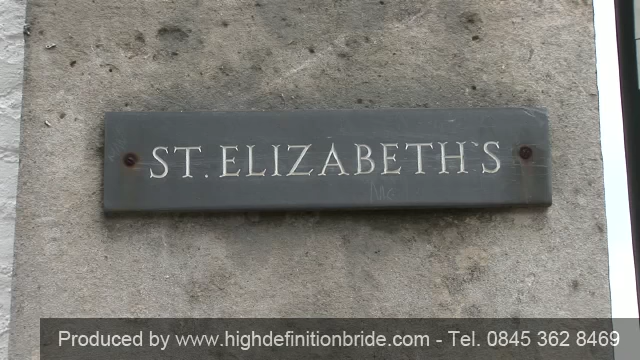 ST. ELIZABETH'S
Produced by www.highdefinitionbride.com - Tel. 0845 362 8469